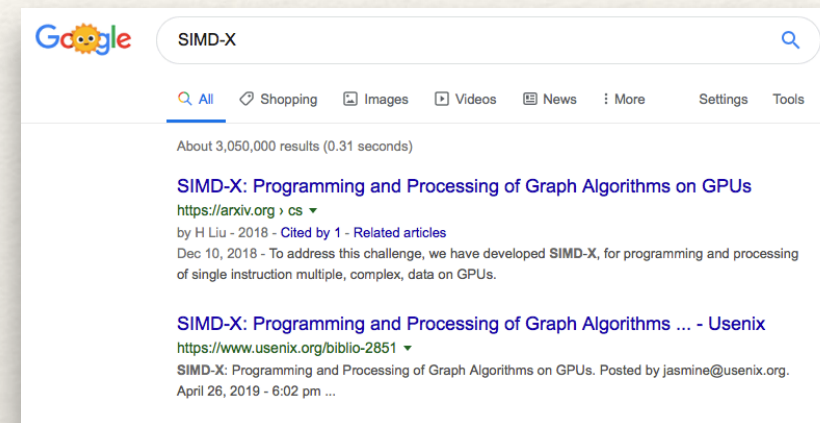 Google
SIMD-X
All Shopping Images Videos News More Settings Tools
About 3,050,000 results (0.31 seconds)
SIMD-X: Programming and Processing of Graph Algorithms on GPUs
https://arxiv.org › cs
by H Liu - 2018 - Cited by 1 - Related articles
Dec 10, 2018 - To address this challenge, we have developed SIMD-X, for programming and processing
of single instruction multiple, complex, data on GPUs.
SIMD-X: Programming and Processing of Graph Algorithms ... - Usenix
https://www.usenix.org/biblio-2851
SIMD-X: Programming and Processing of Graph Algorithms on GPUs. Posted by jasmine@usenix.org.
April 26, 2019 - 6:02 pm ...